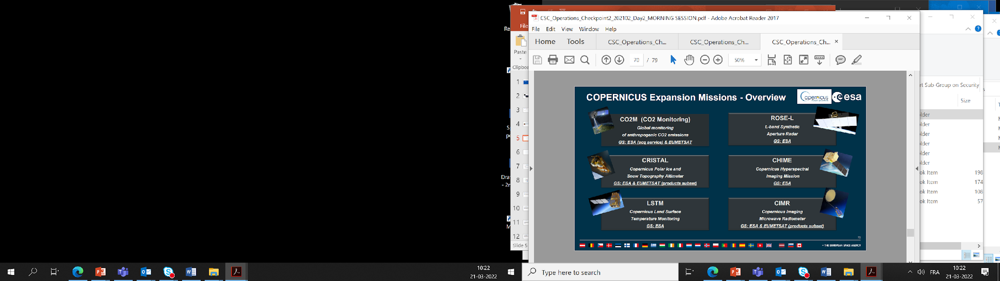 CSC_Operations_Checkpoint2_202102_Day2_MORNING SESSION.pdf - Adobe Acrobat Reader 2017
File
File Edit View Window Help
Home Tools CSC_Operations_Ch... CSC_Operations_Ch... CSC_Operations_Ch...
Paste
70 / 79 50%
Clipboa
1
2
3
4
5
6
7
8
9
10
11
12
Slide 5
Re
Dra
- 2r
COPERNICUS Expansion Missions - Overview
opernicus
esa
CO2M (CO2 Monitoring)
Global monitoring
of anthropogenic CO2 emissions
GS: ESA (acq service) & EUMETSAT
ROSE-L
L-band Synthetic
Aperture Radar
GS: ESA
CRISTAL
Copernicus Polar Ice and
Snow Topography Altimeter
GS: ESA & EUMETSAT (products subset)
CHIME
Copernicus Hyperspectral
Imaging Mission
GS: ESA
LSTM
Copernicus Land Surface
Temperature Monitoring
GS: ESA
CIMR
Copernicus Imaging
Microwave Radiometer
GS: ESA & EUMETSAT (products subset)
70
→ THE EUROPEAN SPACE AGENCY
rt Sub-Group on Security
Size
lder
lder
lder
lder
lder
lder
ok Item 198
ok Item 174
ok Item 108
ok Item 57
10:22
21-03-2022
Type here to search
FRA
10:22
21-03-2022